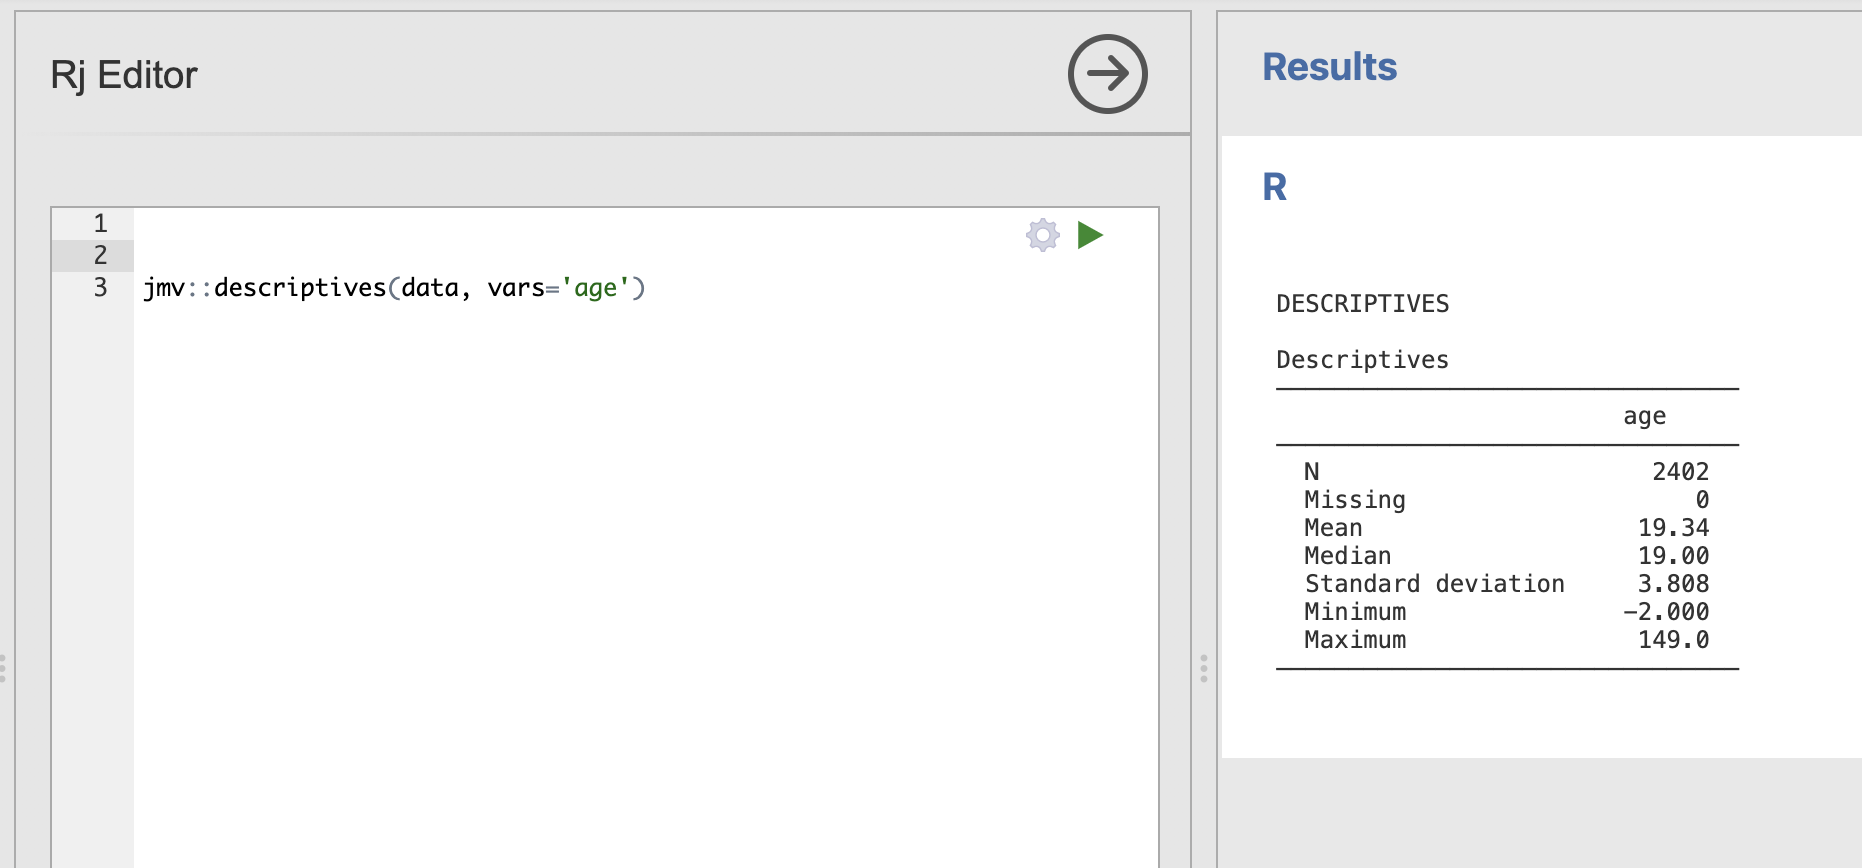 Rj Editor
1
2
3 jmv::descriptives(data, vars='age')
Results
R
DESCRIPTIVES
Descriptives
age
N 2402
Missing 0
Mean 19.34
Median 19.00
Standard deviation 3.808
Minimum −2.000
Maximum 149.0